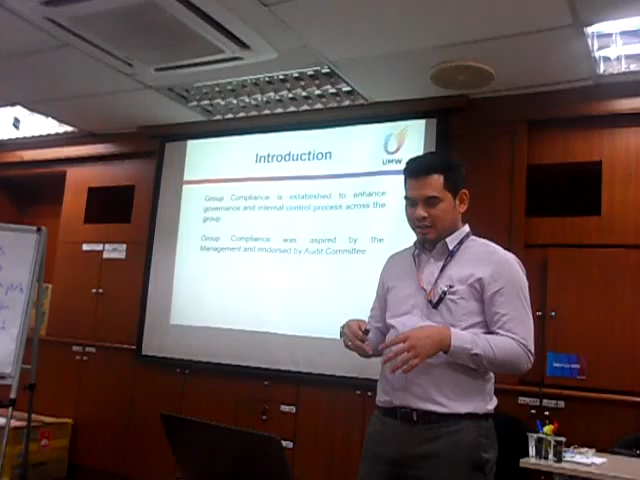 Introduction
UMW
Group Compliance is established to enhance
governance and internal control process across the
group
Group Compliance was aspired by the
Management and endorsed by Audit Committee